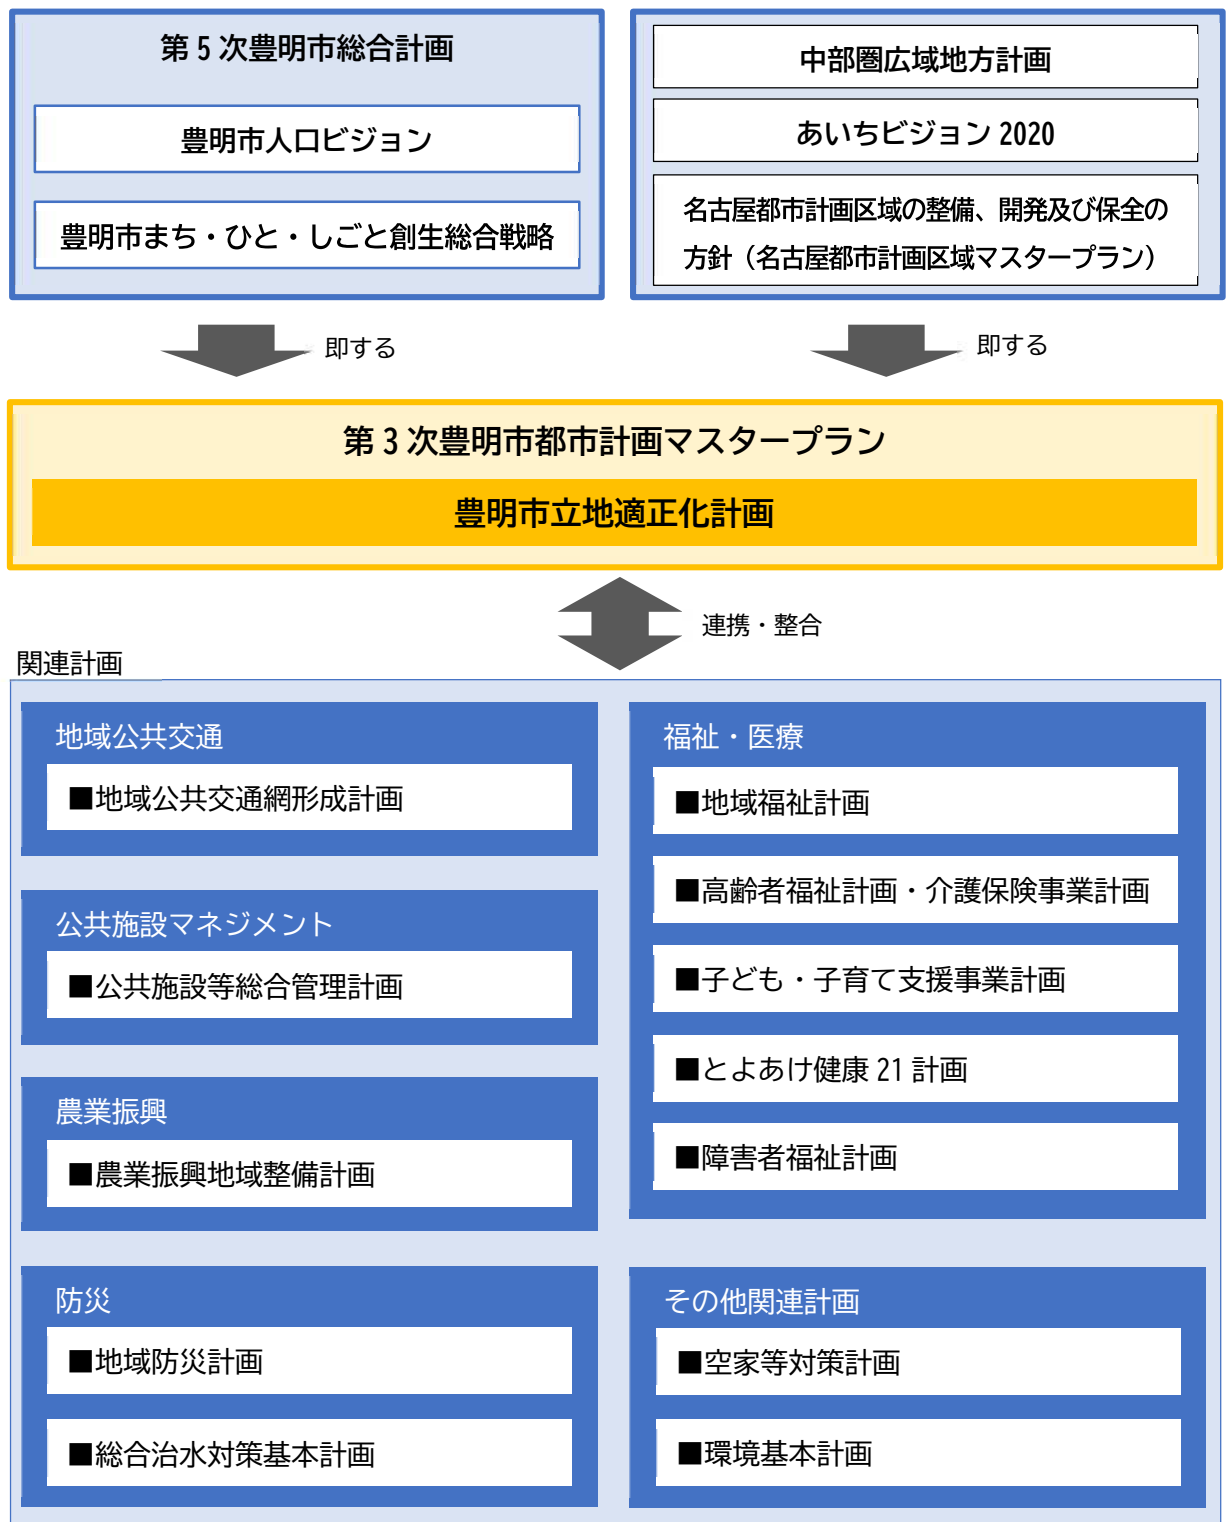 第5次豊明市総合計画
豊明市人口ビジョン
豊明市まち・ひと・しごと創生総合戦略
中部圏広域地方計画
あいちビジョン2020
名古屋都市計画区域の整備、開発及び保全の
方針（名古屋都市計画区域マスタープラン）
即する
即する
第3次豊明市都市計画マスタープラン
豊明市立地適正化計画
連携・整合
関連計画
地域公共交通
■地域公共交通網形成計画
公共施設マネジメント
■公共施設等総合管理計画
農業振興
■農業振興地域整備計画
防災
■地域防災計画
■総合治水対策基本計画
福祉・医療
■地域福祉計画
■高齢者福祉計画・介護保険事業計画
■子ども・子育て支援事業計画
■とよあけ健康21計画
■障害者福祉計画
その他関連計画
■空家等対策計画
■環境基本計画